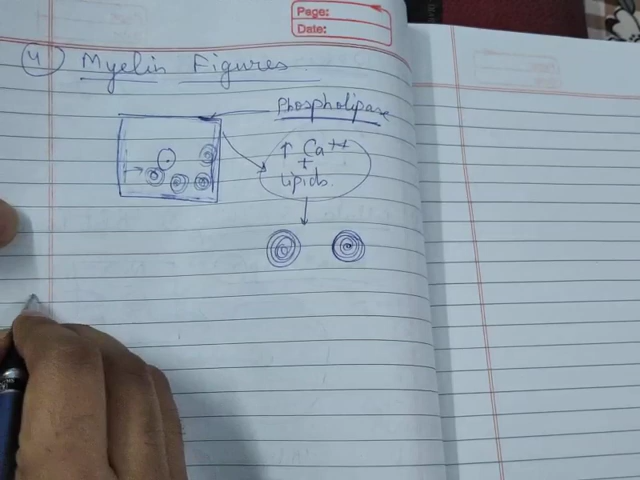 Page:
Date:
4 Myelin Figures
Phospholipase
↑ Ca++
+
lipids